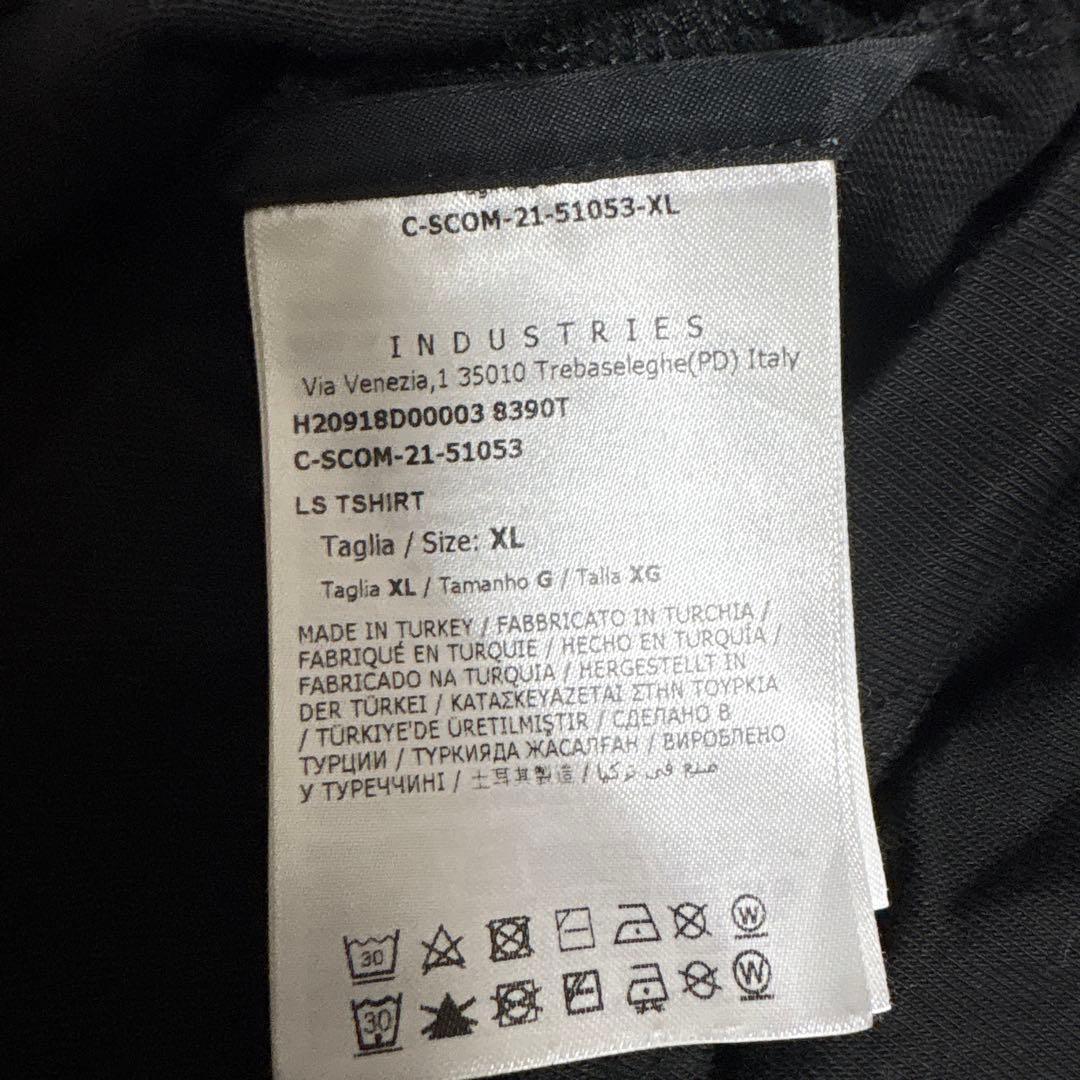 C-SCOM-21-51053-XL
INDUSTRIES
Via Venezia,1 35010 Trebaseleghe(PD) Italy
H20918D00003 8390T
C-SCOM-21-51053
LS TSHIRT
Taglia / Size: XL
Taglia XL / Tamanho G / Talla XG
MADE IN TURKEY / FABBRICATO IN TURCHIA /
FABRIQUÉ EN TURQUIE / HECHO EN TURQUÍA /
FABRICADO NA TURQUIA / HERGESTELLT IN
DER TÜRKEI / ΚΑΤΑΣΚΕΥΑΖΕΤΑΙ ΣΤΗΝ ΤΟΥΡΚΙΑ
/ TÜRKIYE'DE ÜRETILMIŞTIR / СДЕЛАНО В
ТУРЦИИ / ТУРКИЯДА ЖАСАЛҒАН / ВИРОБЛЕНО
У ТУРЕЧЧИНІ / 土耳其製造 / صنع في تركيا
30 W
30 W